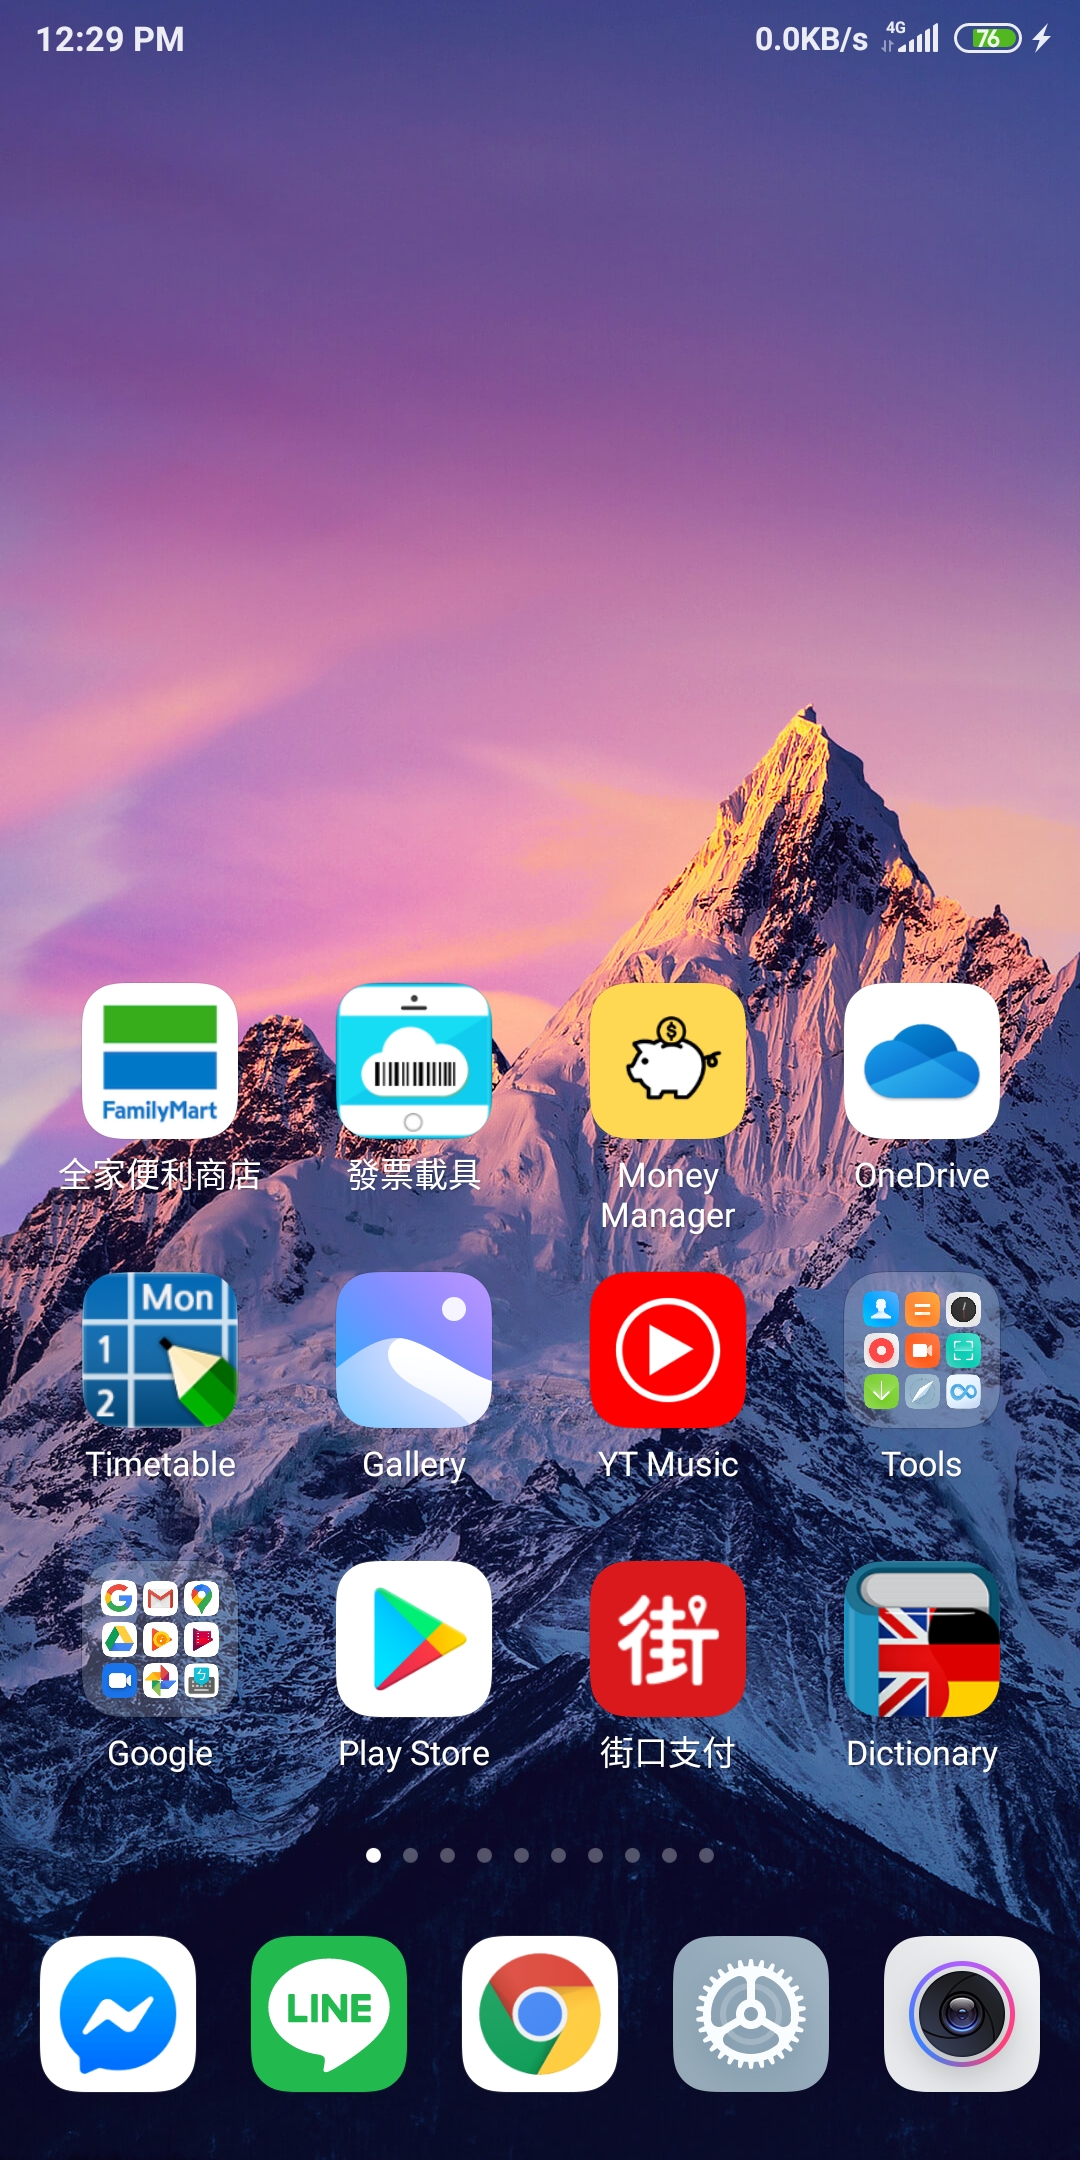 12:29 PM
0.0KB/s 4G 76
FamilyMart
全家便利商店
發票載具
$
Money
Manager
OneDrive
Mon
1
2
Timetable
Gallery
YT Music
Tools
Google
Play Store
街
街口支付
Dictionary
LINE